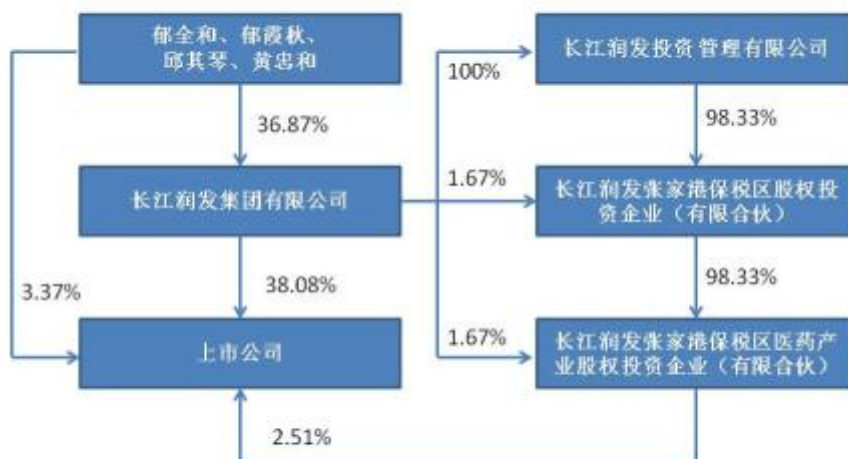 郁全和、郁霞秋、
邱其琴、黄忠和
长江润发投资管理有限公司
100%
36.87%
98.33%
长江润发集团有限公司
1.67%
长江润发张家港保税区股权投
资企业（有限合伙）
3.37%
38.08%
98.33%
上市公司
1.67%
长江润发张家港保税区医药产
业股权投资企业（有限合伙）
2.51%